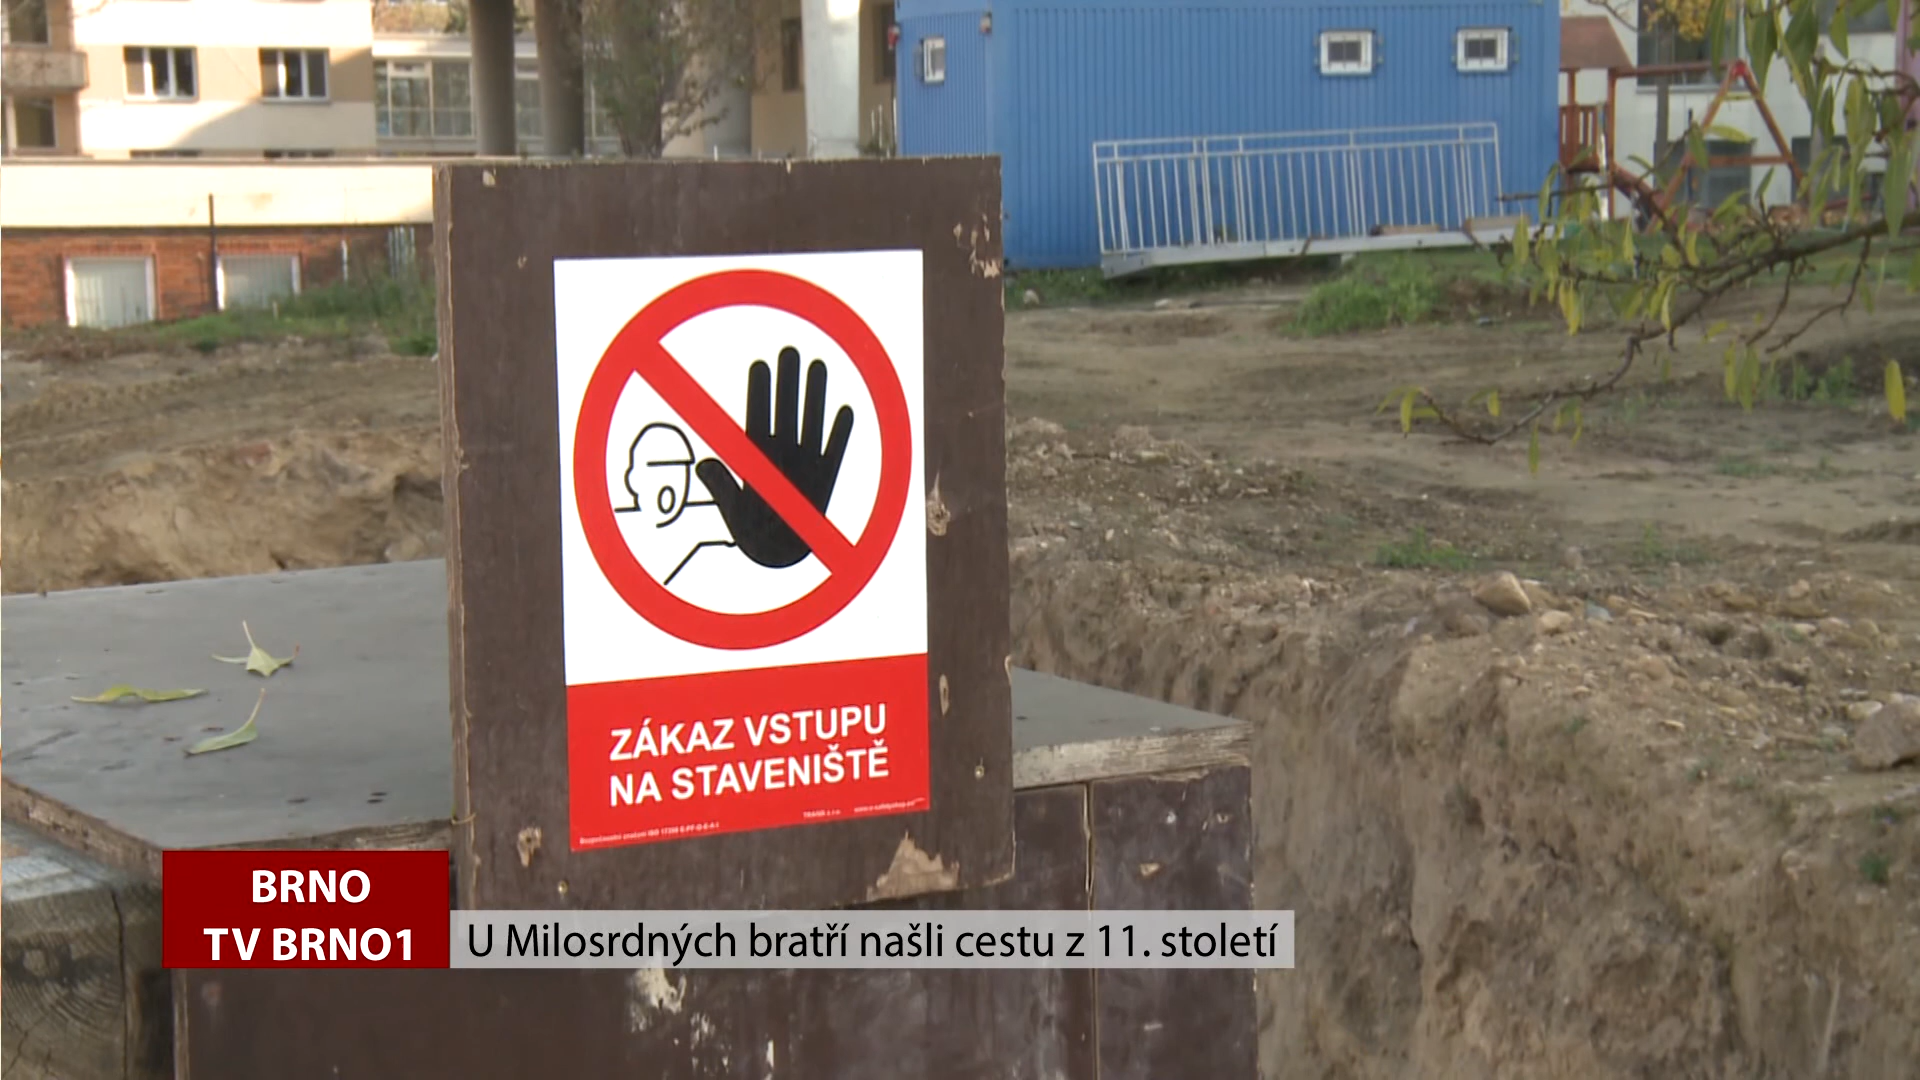 ZÁKAZ VSTUPU
NA STAVENIŠTĚ
BRNO
TV BRNO1
U Milosrdných bratří našli cestu z 11. století